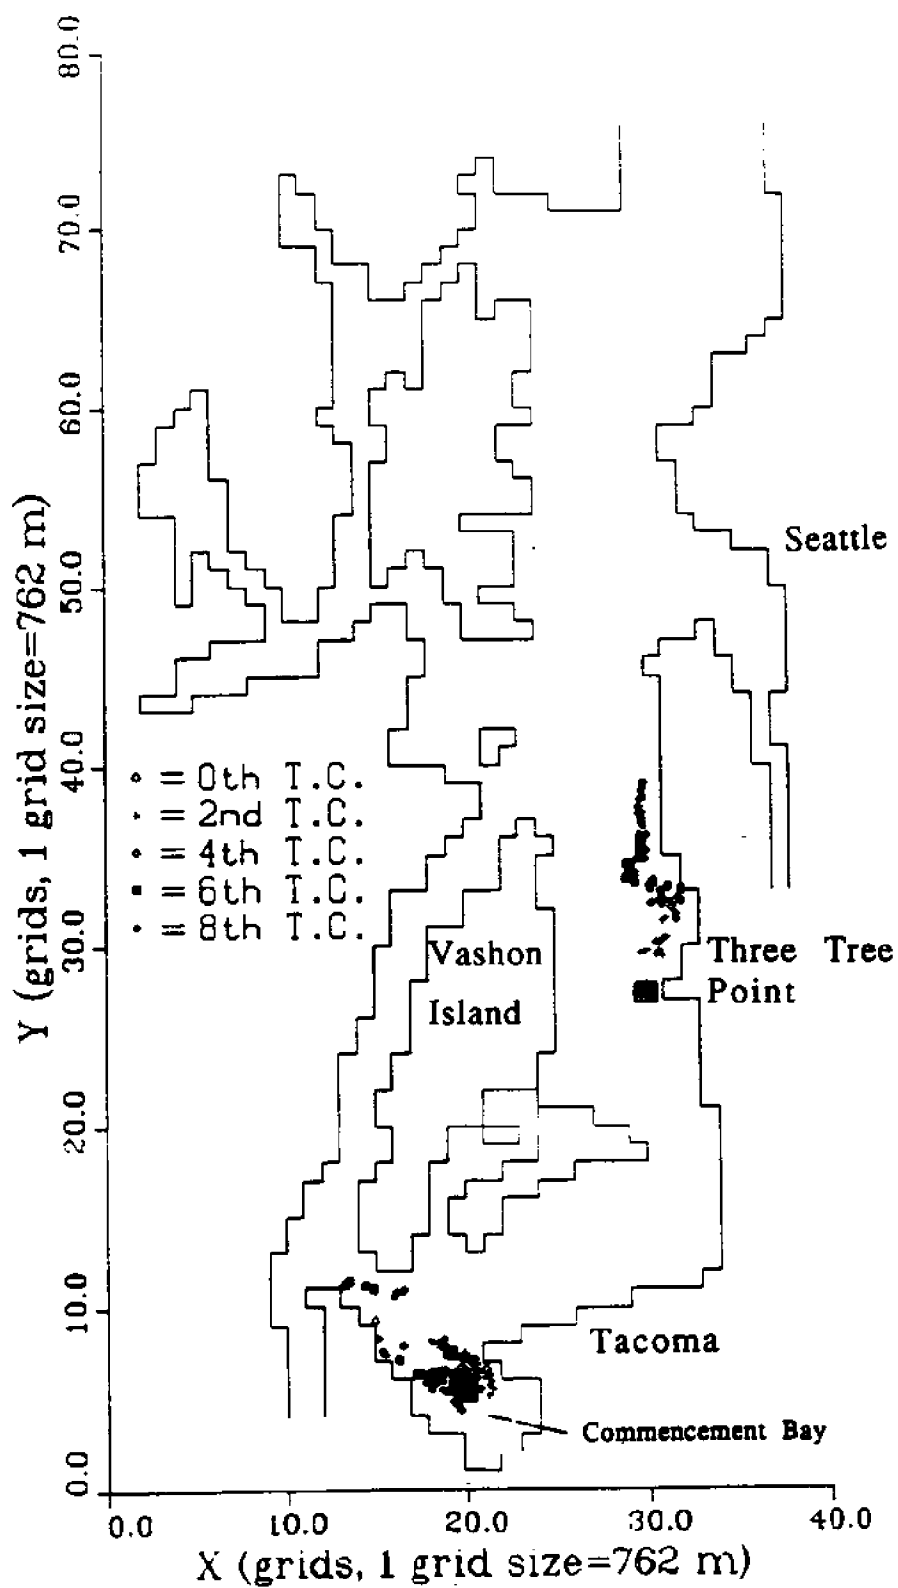 80.0
70.0
60.0
50.0
40.0
30.0
20.0
10.0
0.0
Y (grids, 1 grid size=762 m)
Seattle
= 0th T.C.
= 2nd T.C.
= 4th T.C.
= 6th T.C.
= 8th T.C.
Vashon
Island
Three Tree
Point
Tacoma
Commencement Bay
0.0 10.0 20.0 30.0 40.0
X (grids, 1 grid size=762 m)